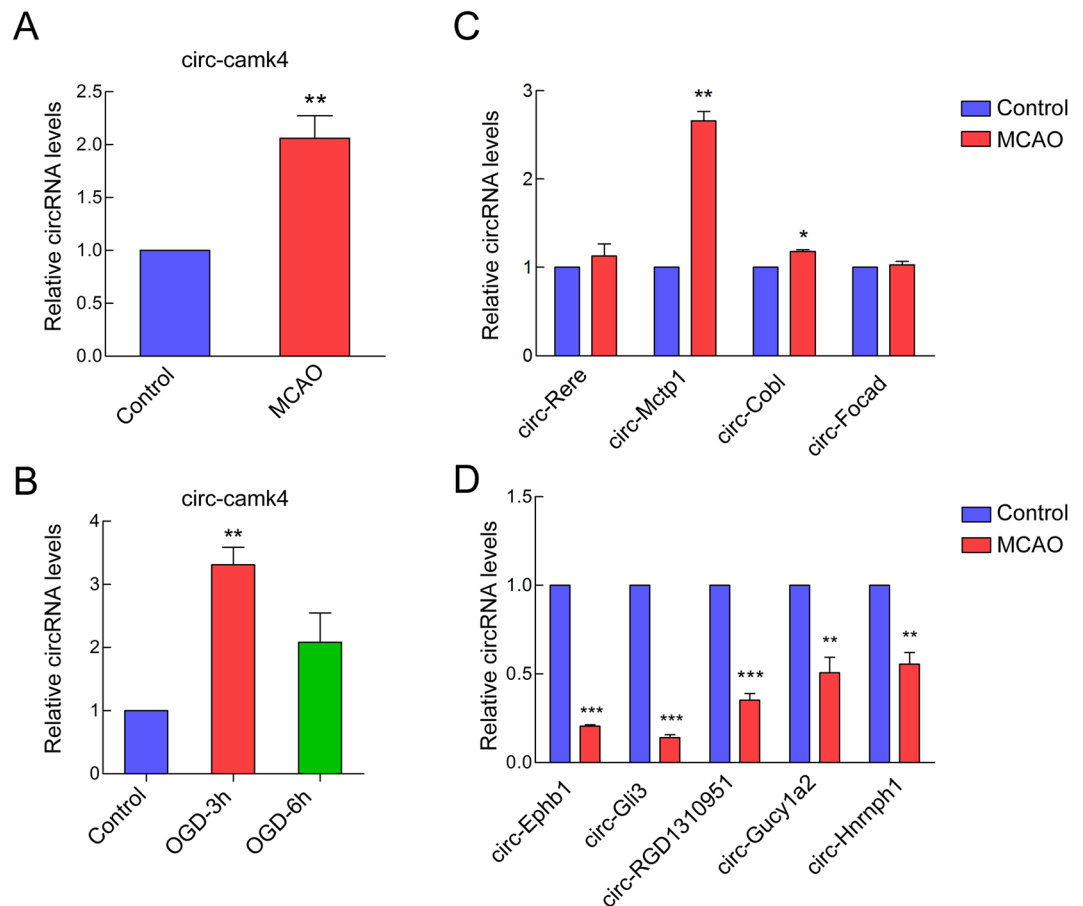 A
circ-camk4
Relative circRNA levels
2.5
2.0
1.5
1.0
0.5
0.0
**
Control
MCAO
B
circ-camk4
Relative circRNA levels
4
3
2
1
0
**
Control
OGD-3h
OGD-6h
C
Relative circRNA levels
3
2
1
0
**
*
circ-Rere
circ-Mctp1
circ-Cobl
circ-Focad
Control
MCAO
D
Relative circRNA levels
1.5
1.0
0.5
0.0
***
***
***
**
**
circ-Ephb1
circ-Gli3
circ-RGD1310951
circ-Gucy1a2
circ-Hnrnph1
Control
MCAO